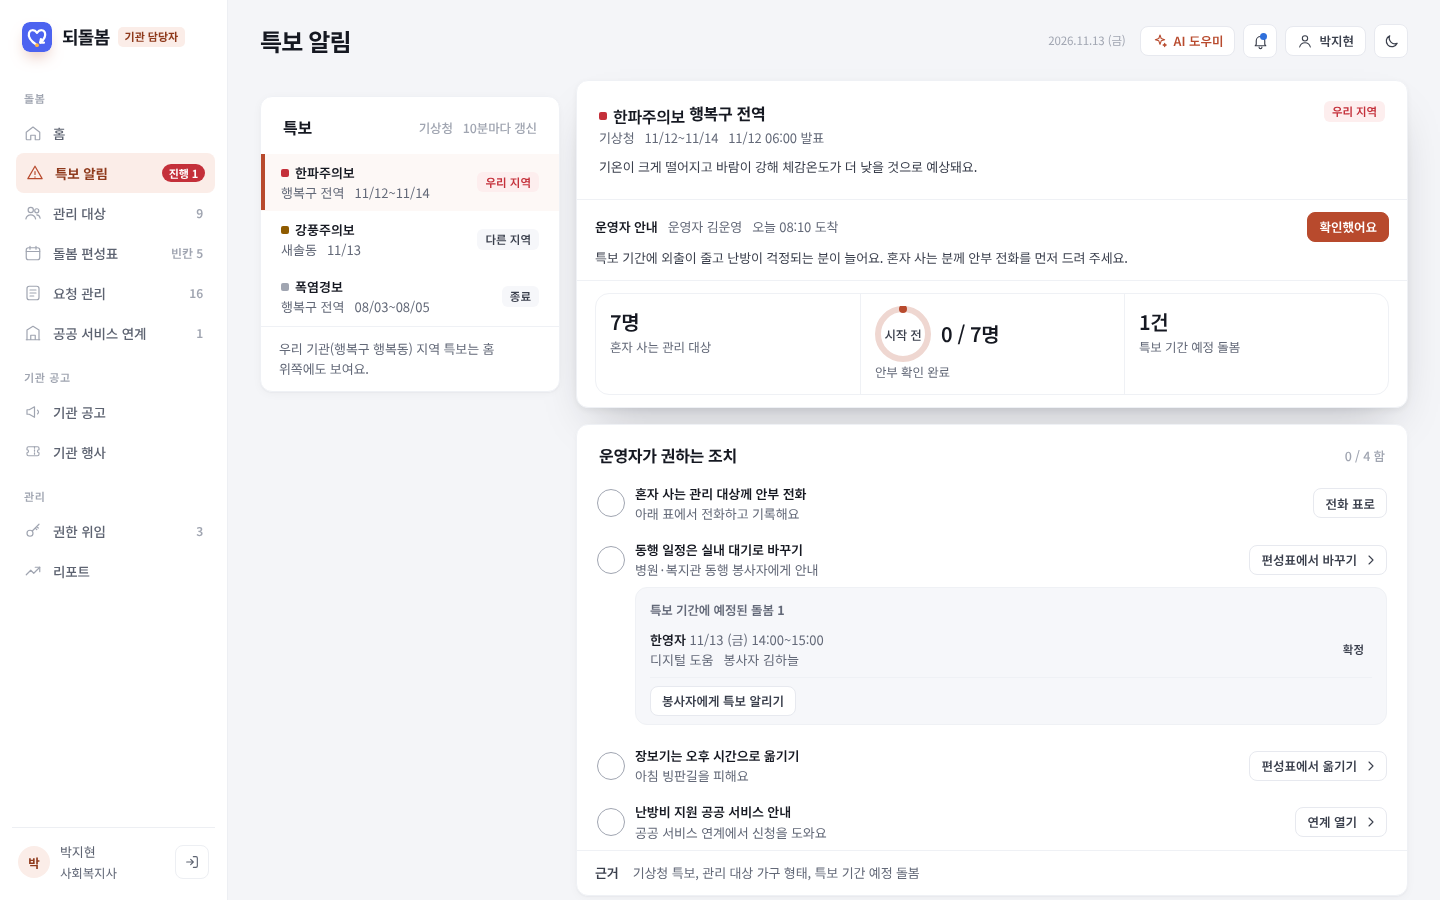 되돌봄 기관 담당자
돌봄
홈
특보 알림 진행 1
관리 대상 9
돌봄 편성표 빈칸 5
요청 관리 16
공공 서비스 연계 1
기관 공고
기관 공고
기관 행사
관리
권한 위임 3
리포트
박 박지현
사회복지사
특보 알림
2026.11.13 (금) AI 도우미 박지현
특보 기상청 10분마다 갱신
한파주의보
행복구 전역 11/12~11/14 우리 지역
강풍주의보
새솔동 11/13 다른 지역
폭염경보
행복구 전역 08/03~08/05 종료
우리 기관(행복구 행복동) 지역 특보는 홈
위쪽에도 보여요.
한파주의보 행복구 전역 우리 지역
기상청 11/12~11/14 11/12 06:00 발표
기온이 크게 떨어지고 바람이 강해 체감온도가 더 낮을 것으로 예상돼요.
운영자 안내 운영자 김운영 오늘 08:10 도착 확인했어요
특보 기간에 외출이 줄고 난방이 걱정되는 분이 늘어요. 혼자 사는 분께 안부 전화를 먼저 드려 주세요.
7명
혼자 사는 관리 대상
시작 전 0 / 7명
안부 확인 완료
1건
특보 기간 예정 돌봄
운영자가 권하는 조치 0 / 4 함
혼자 사는 관리 대상께 안부 전화
아래 표에서 전화하고 기록해요
전화 표로
동행 일정은 실내 대기로 바꾸기
병원·복지관 동행 봉사자에게 안내
편성표에서 바꾸기
특보 기간에 예정된 돌봄 1
한영자 11/13 (금) 14:00~15:00
디지털 도움 봉사자 김하늘
확정
봉사자에게 특보 알리기
장보기는 오후 시간으로 옮기기
아침 빙판길을 피해요
편성표에서 옮기기
난방비 지원 공공 서비스 안내
공공 서비스 연계에서 신청을 도와요
연계 열기
근거 기상청 특보, 관리 대상 가구 형태, 특보 기간 예정 돌봄